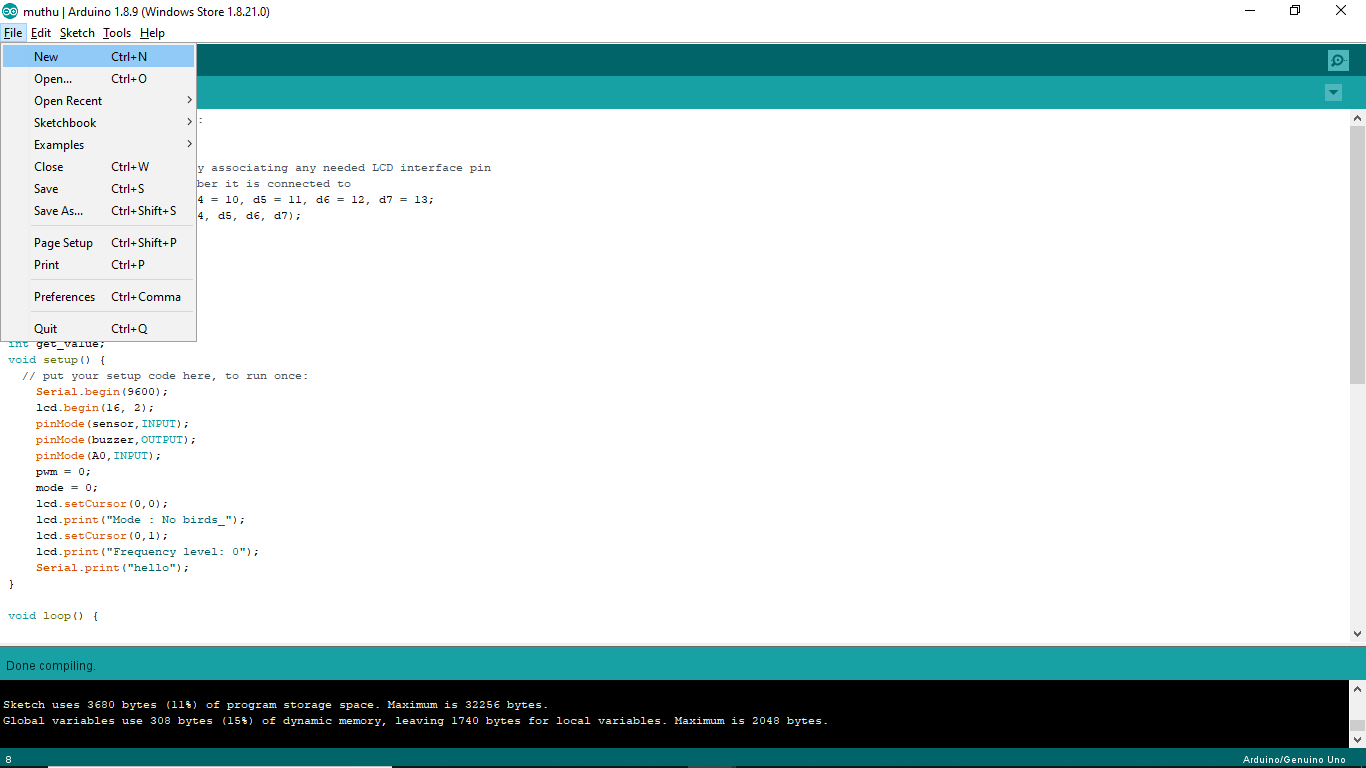 muthu | Arduino 1.8.9 (Windows Store 1.8.21.0)
File Edit Sketch Tools Help
New Ctrl+N
Open... Ctrl+O
Open Recent
Sketchbook
Examples
Close Ctrl+W
Save Ctrl+S
Save As... Ctrl+Shift+S
Page Setup Ctrl+Shift+P
Print Ctrl+P
Preferences Ctrl+Comma
Quit Ctrl+Q
:
y associating any needed LCD interface pin
ber it is connected to
4 = 10, d5 = 11, d6 = 12, d7 = 13;
4, d5, d6, d7);
int get_value;
void setup() {
// put your setup code here, to run once:
Serial.begin(9600);
lcd.begin(16, 2);
pinMode(sensor,INPUT);
pinMode(buzzer,OUTPUT);
pinMode(A0,INPUT);
pwm = 0;
mode = 0;
lcd.setCursor(0,0);
lcd.print("Mode : No birds_");
lcd.setCursor(0,1);
lcd.print("Frequency level: 0");
Serial.print("hello");
}
void loop() {
Done compiling.
Sketch uses 3680 bytes (11%) of program storage space. Maximum is 32256 bytes.
Global variables use 308 bytes (15%) of dynamic memory, leaving 1740 bytes for local variables. Maximum is 2048 bytes.
8
Arduino/Genuino Uno